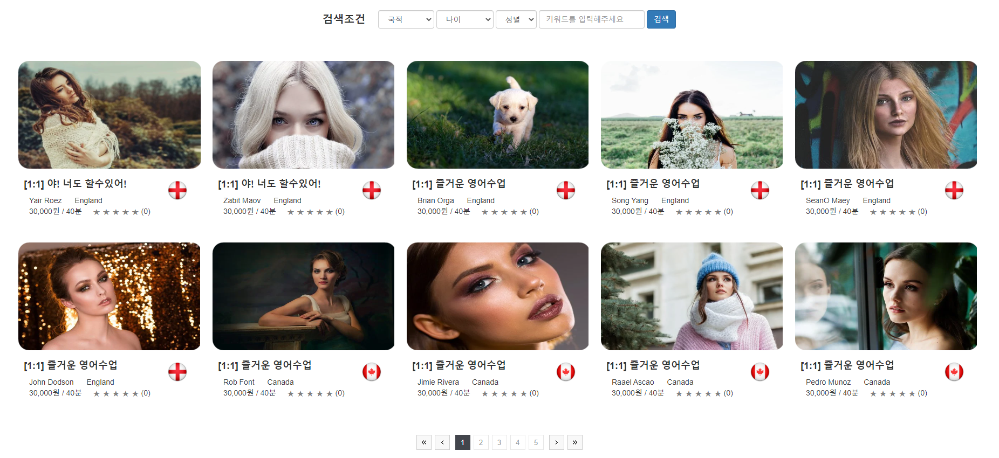 검색조건 국적 나이 성별 키워드를 입력해주세요 검색
[1:1] 야! 너도 할수있어!
Yair Roez England
30,000원 / 40분 ★ ★ ★ ★ ★ (0)
[1:1] 야! 너도 할수있어!
Zabit Maov England
30,000원 / 40분 ★ ★ ★ ★ ★ (0)
[1:1] 즐거운 영어수업
Brian Orga England
30,000원 / 40분 ★ ★ ★ ★ ★ (0)
[1:1] 즐거운 영어수업
Song Yang England
30,000원 / 40분 ★ ★ ★ ★ ★ (0)
[1:1] 즐거운 영어수업
SeanO Maey England
30,000원 / 40분 ★ ★ ★ ★ ★ (0)
[1:1] 즐거운 영어수업
John Dodson England
30,000원 / 40분 ★ ★ ★ ★ ★ (0)
[1:1] 즐거운 영어수업
Rob Font Canada
30,000원 / 40분 ★ ★ ★ ★ ★ (0)
[1:1] 즐거운 영어수업
Jimie Rivera Canada
30,000원 / 40분 ★ ★ ★ ★ ★ (0)
[1:1] 즐거운 영어수업
Raael Ascao Canada
30,000원 / 40분 ★ ★ ★ ★ ★ (0)
[1:1] 즐거운 영어수업
Pedro Munoz Canada
30,000원 / 40분 ★ ★ ★ ★ ★ (0)
« ‹ 1 2 3 4 5 › »